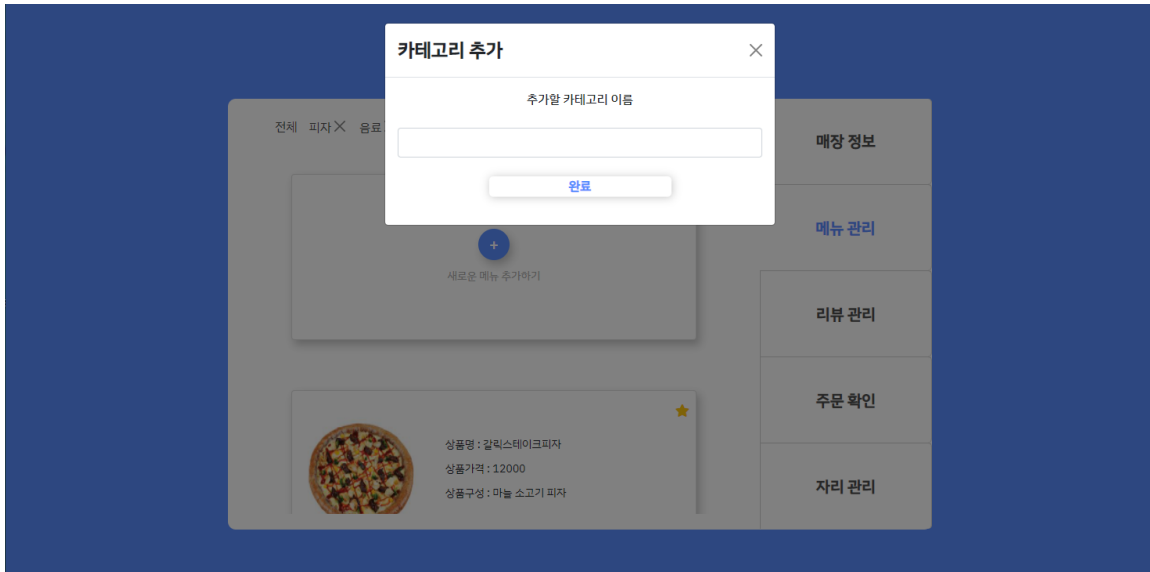 카테고리 추가
추가할 카테고리 이름
완료
전체 피자 음료
새로운 메뉴 추가하기
상품명 : 갈릭스테이크피자
상품가격 : 12000
상품구성 : 마늘 소고기 피자
매장 정보
메뉴 관리
리뷰 관리
주문 확인
자리 관리